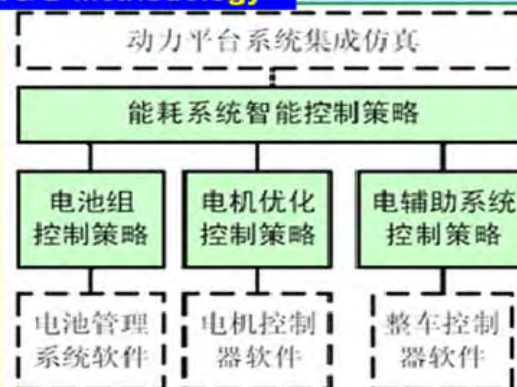 Methodology
动力平台系统集成仿真
能耗系统智能控制策略
电池组
控制策略
电机优化
控制策略
电辅助系统
控制策略
电池管理
系统软件
电机控制
器软件
整车控制
器软件